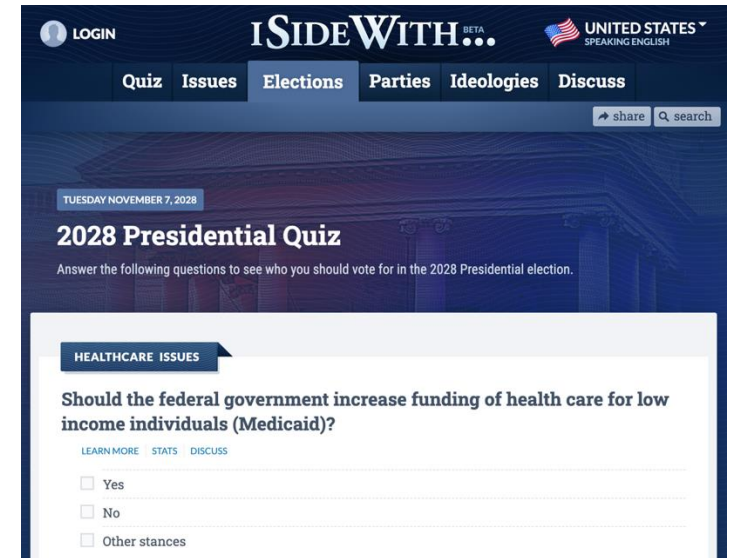 LOGIN
ISIDEWITH... BETA
UNITED STATES
SPEAKING ENGLISH
Quiz Issues Elections Parties Ideologies Discuss
share search
TUESDAY NOVEMBER 7, 2028
2028 Presidential Quiz
Answer the following questions to see who you should vote for in the 2028 Presidential election.
HEALTHCARE ISSUES
Should the federal government increase funding of health care for low
income individuals (Medicaid)?
LEARN MORE STATS DISCUSS
Yes
No
Other stances